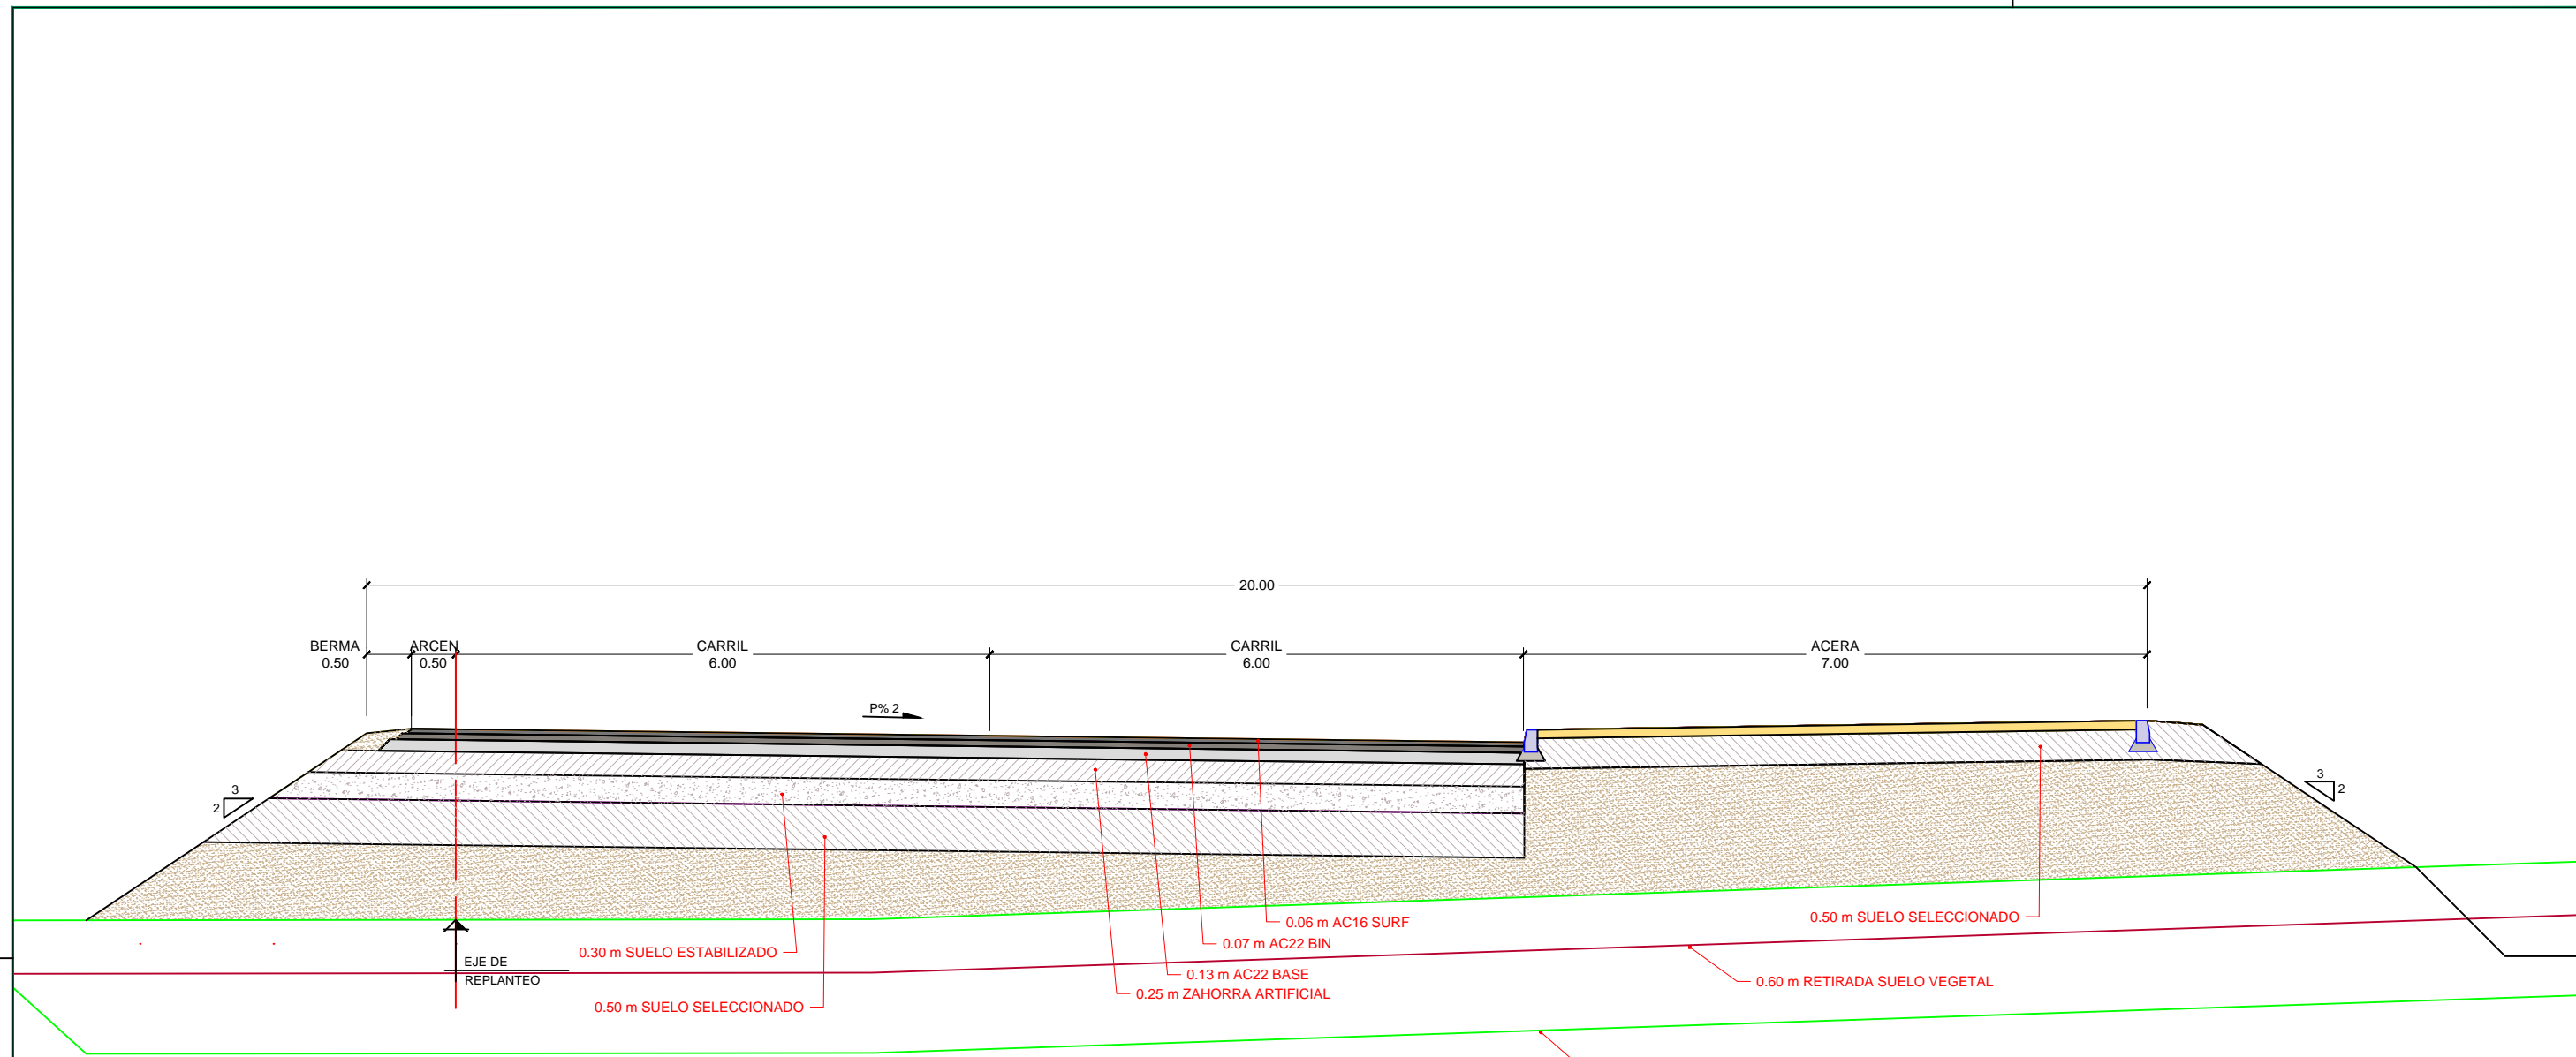 20.00
BERMA
0.50
ARCEN
0.50
CARRIL
6.00
CARRIL
6.00
ACERA
7.00
P% 2
3
2
3
2
0.06 m AC16 SURF
0.50 m SUELO SELECCIONADO
0.07 m AC22 BIN
0.30 m SUELO ESTABILIZADO
EJE DE
REPLANTEO
0.13 m AC22 BASE
0.60 m RETIRADA SUELO VEGETAL
0.25 m ZAHORRA ARTIFICIAL
0.50 m SUELO SELECCIONADO